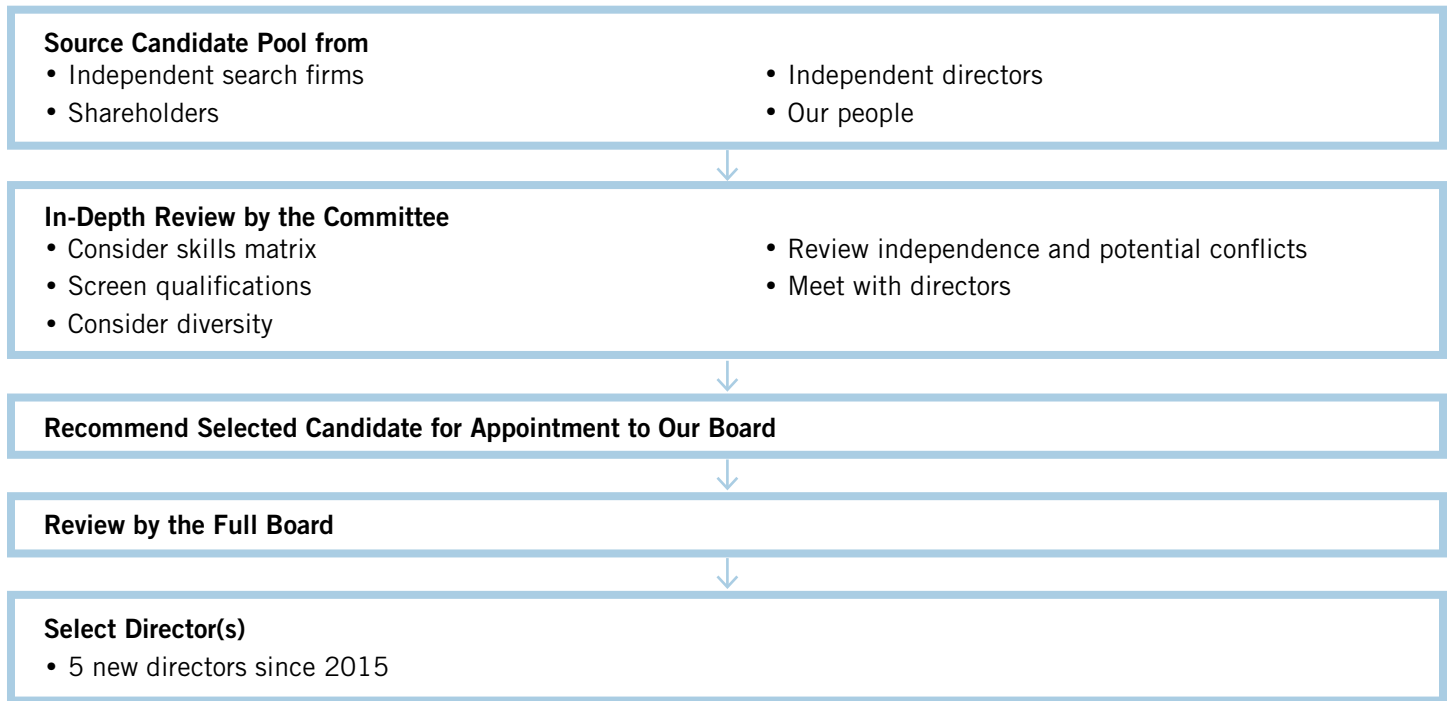 Source Candidate Pool from
• Independent search firms
• Shareholders
• Independent directors
• Our people
In-Depth Review by the Committee
• Consider skills matrix
• Screen qualifications
• Consider diversity
• Review independence and potential conflicts
• Meet with directors
Recommend Selected Candidate for Appointment to Our Board
Review by the Full Board
Select Director(s)
• 5 new directors since 2015